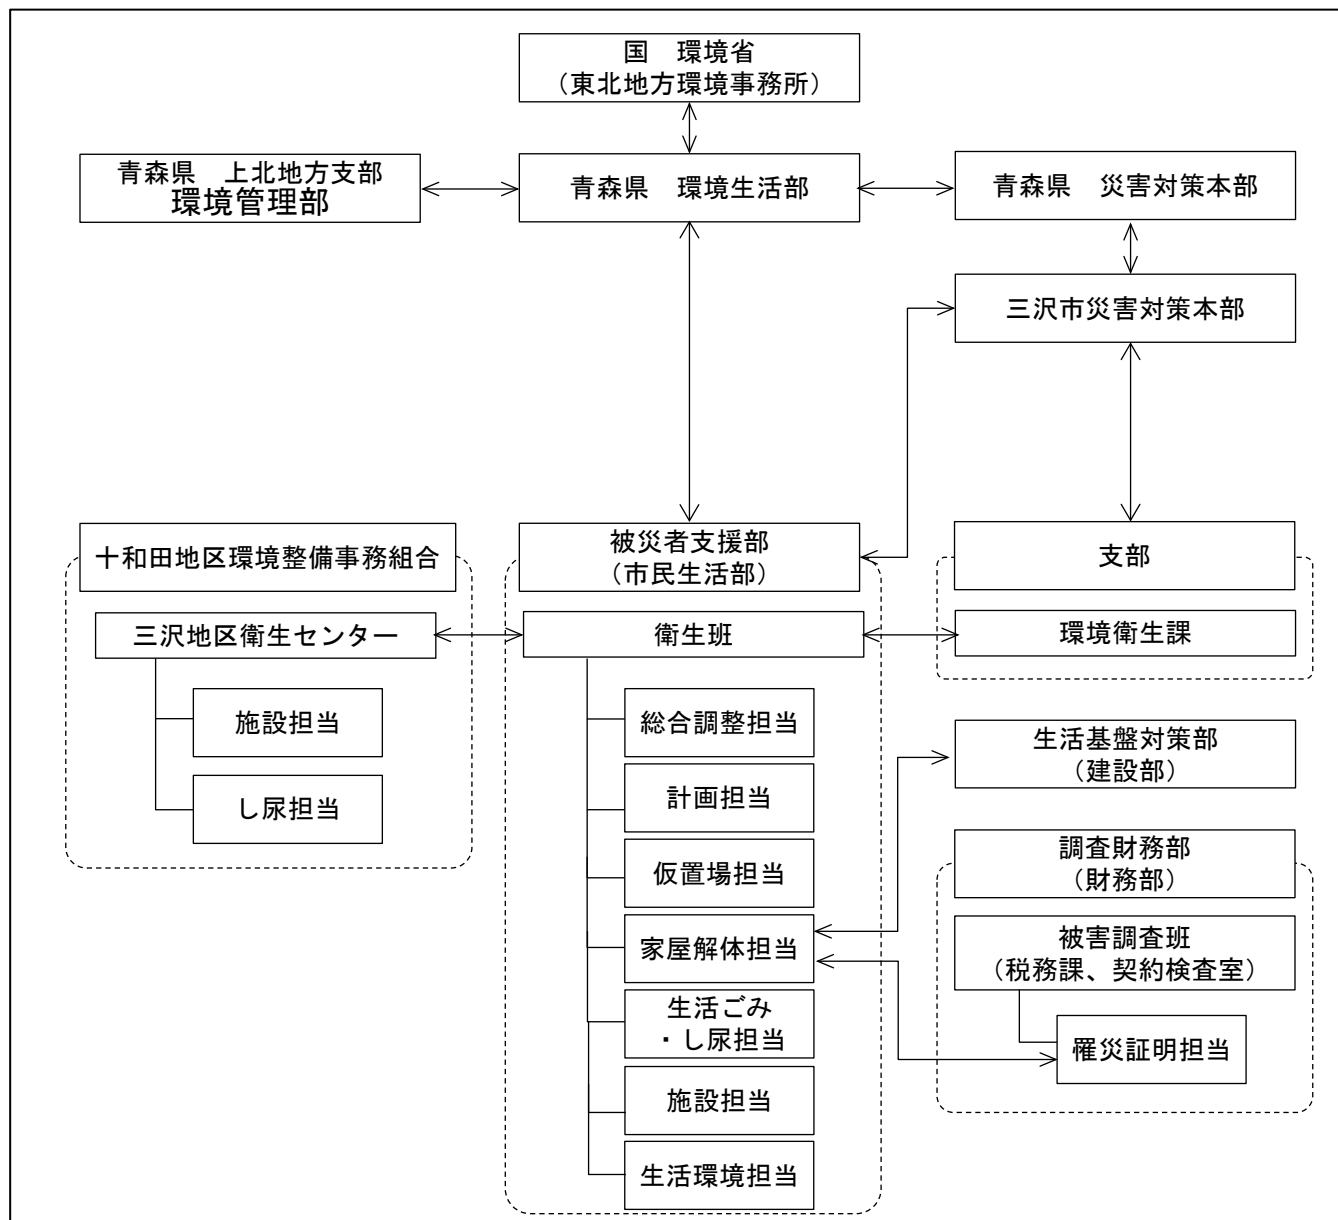 国　環境省
（東北地方環境事務所）
青森県　上北地方支部
環境管理部
青森県　環境生活部
青森県　災害対策本部
三沢市災害対策本部
十和田地区環境整備事務組合
被災者支援部
（市民生活部）
支部
三沢地区衛生センター
衛生班
環境衛生課
施設担当
し尿担当
総合調整担当
計画担当
仮置場担当
家屋解体担当
生活ごみ
・し尿担当
施設担当
生活環境担当
生活基盤対策部
（建設部）
調査財務部
（財務部）
被害調査班
（税務課、契約検査室）
罹災証明担当